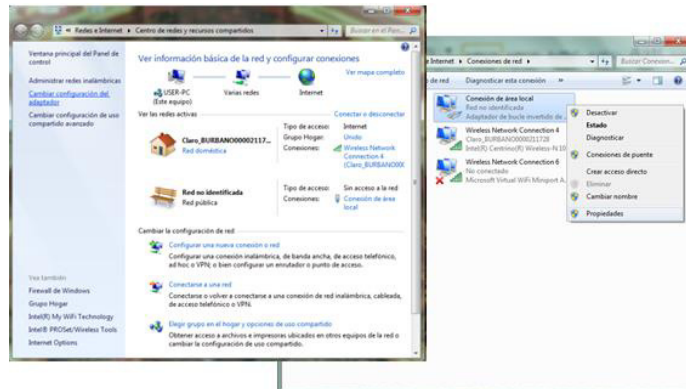 Redes e Internet ▸ Centro de redes y recursos compartidos
Buscar en el Pan...
Ventana principal del Panel de
control
Administrar redes inalámbricas
Cambiar configuración del
adaptador
Cambiar configuración de uso
compartido avanzado
Vea también
Firewall de Windows
Grupo Hogar
Intel(R) My WiFi Technology
Intel® PROSet/Wireless Tools
Internet Options
Ver información básica de la red y configurar conexiones
Ver mapa completo
USER-PC
(Este equipo)
Varias redes
Internet
Ver las redes activas
Conectar o desconectar
Claro_BURBANO00002117...
Red doméstica
Tipo de acceso: Internet
Grupo Hogar: Unido
Conexiones: Wireless Network
Connection 4
(Claro_BURBANO000
Red no identificada
Red pública
Tipo de acceso: Sin acceso a la red
Conexiones: Conexión de área
local
Cambiar la configuración de red
Configurar una nueva conexión o red
Configurar una conexión inalámbrica, de banda ancha, de acceso telefónico,
ad hoc o VPN; o bien configurar un enrutador o punto de acceso.
Conectarse a una red
Conectarse o volver a conectarse a una conexión de red inalámbrica, cableada,
de acceso telefónico o VPN.
Elegir grupo en el hogar y opciones de uso compartido
Obtener acceso a archivos e impresoras ubicados en otros equipos de la red o
cambiar la configuración de uso compartido.
e Internet ▸ Conexiones de red ▸
Buscar Conexion...
de red Diagnosticar esta conexión »
Conexión de área local
Red no identificada
Adaptador de bucle invertido de
Wireless Network Connection 4
Claro_BURBANO0000211728
Intel(R) Centrino(R) Wireless-N 10
Wireless Network Connection 6
No conectado
Microsoft Virtual WiFi Miniport A
Desactivar
Estado
Diagnosticar
Conexiones de puente
Crear acceso directo
Eliminar
Cambiar nombre
Propiedades